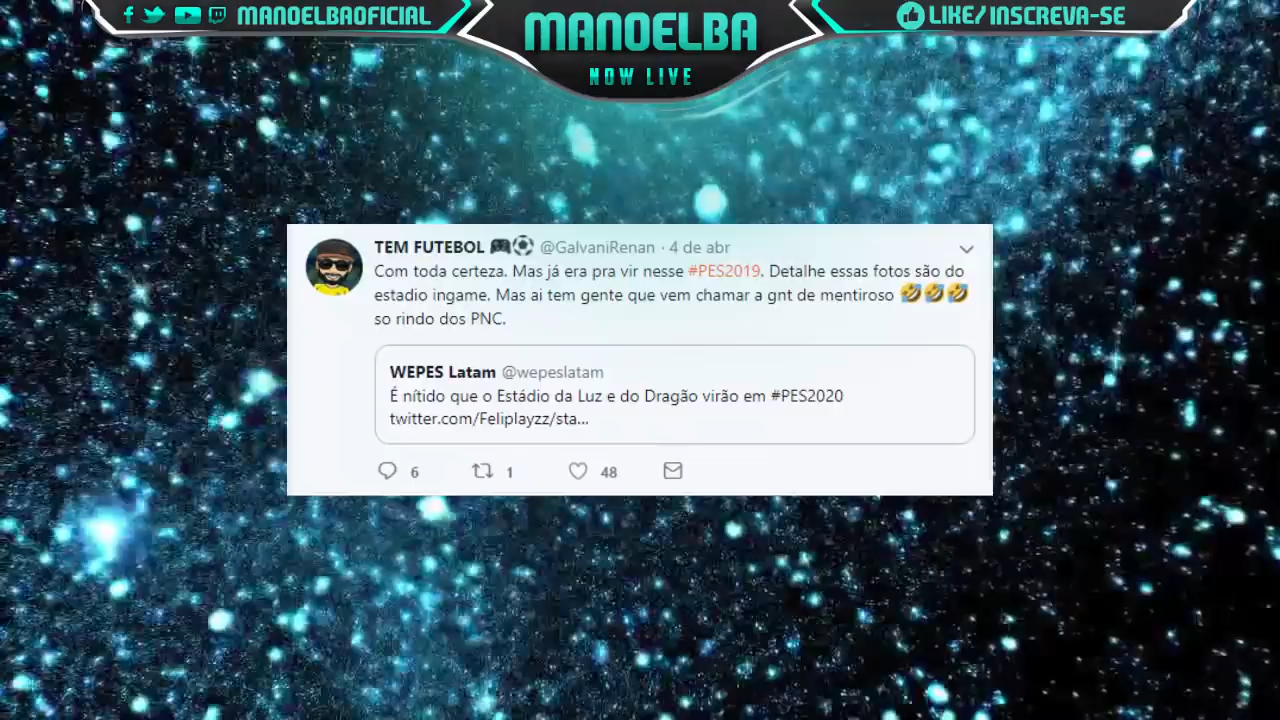 MANOELBAOFICIAL
MANOELBA
NOW LIVE
LIKE/INSCREVA-SE
TEM FUTEBOL 🎮⚽ @GalvaniRenan · 4 de abr
Com toda certeza. Mas já era pra vir nesse #PES2019. Detalhe essas fotos são do
estadio ingame. Mas ai tem gente que vem chamar a gnt de mentiroso 🤣🤣🤣
so rindo dos PNC.
WEPES Latam @wepeslatam
É nítido que o Estádio da Luz e do Dragão virão em #PES2020
twitter.com/Feliplayzz/sta...
6 1 48